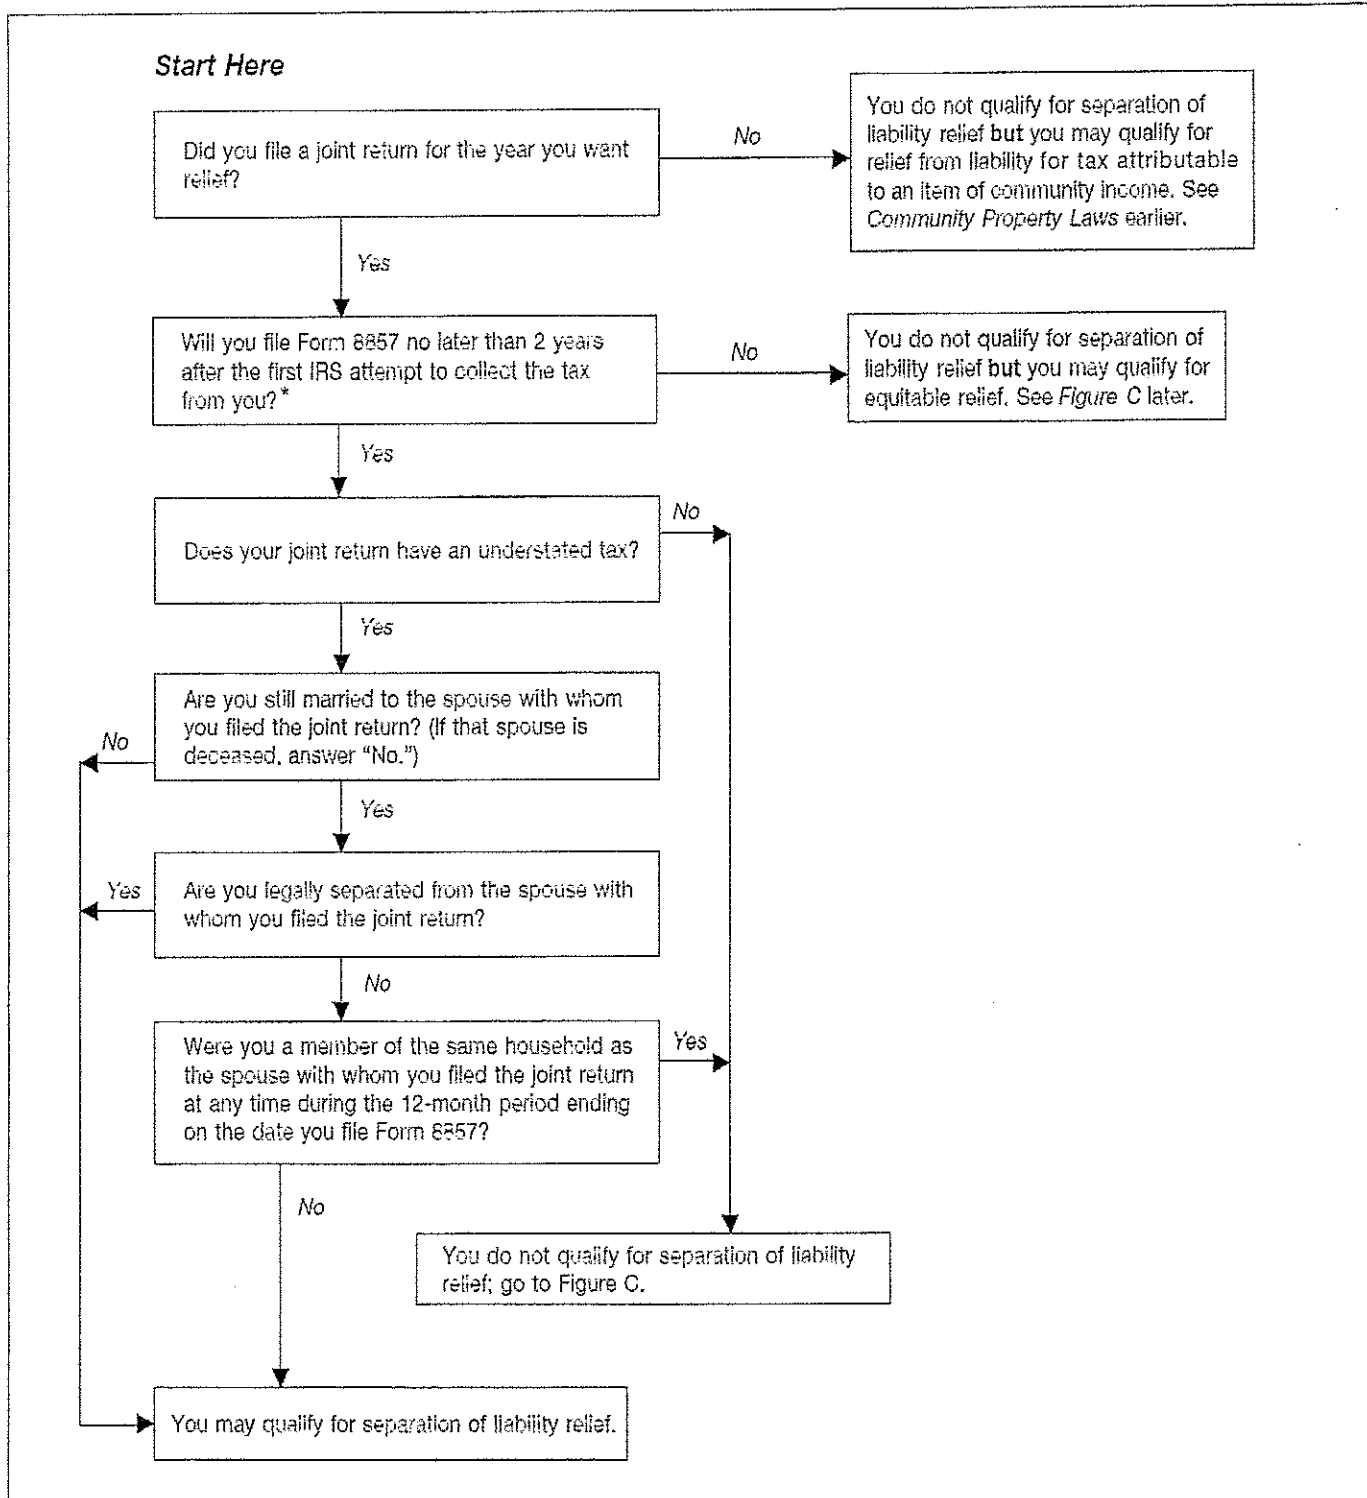 Start Here
Did you file a joint return for the year you want
relief?
No
You do not qualify for separation of
liability relief but you may qualify for
relief from liability for tax attributable
to an item of community income. See
Community Property Laws earlier.
Yes
Will you file Form 8857 no later than 2 years
after the first IRS attempt to collect the tax
from you?*
No
You do not qualify for separation of
liability relief but you may qualify for
equitable relief. See Figure C later.
Yes
Does your joint return have an understated tax?
No
Yes
Are you still married to the spouse with whom
you filed the joint return? (If that spouse is
deceased, answer “No.”)
No
Yes
Are you legally separated from the spouse with
whom you filed the joint return?
Yes
No
Were you a member of the same household as
the spouse with whom you filed the joint return
at any time during the 12-month period ending
on the date you file Form 8857?
Yes
No
You do not qualify for separation of liability
relief; go to Figure C.
You may qualify for separation of liability relief.